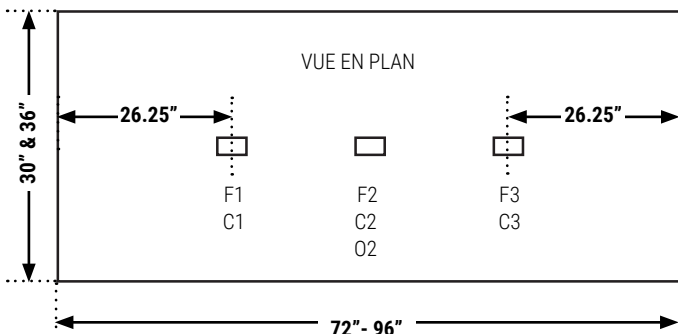 VUE EN PLAN
26.25”
26.25”
30” & 36”
F1
C1
F2
C2
O2
F3
C3
72”- 96”